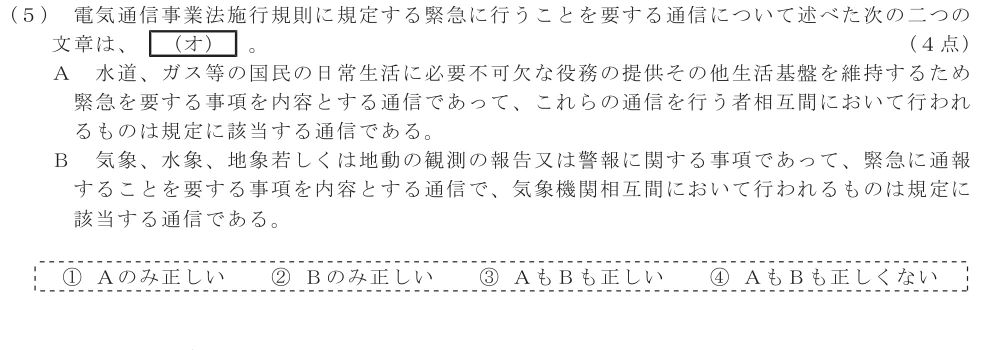 （５） 電気通信事業法施行規則に規定する緊急に行うことを要する通信について述べた次の二つの
文章は、 （オ） 。 （４点）
Ａ 水道、ガス等の国民の日常生活に必要不可欠な役務の提供その他生活基盤を維持するため
緊急を要する事項を内容とする通信であって、これらの通信を行う者相互間において行われ
るものは規定に該当する通信である。
Ｂ 気象、水象、地象若しくは地動の観測の報告又は警報に関する事項であって、緊急に通報
することを要する事項を内容とする通信で、気象機関相互間において行われるものは規定に
該当する通信である。
① Ａのみ正しい ② Ｂのみ正しい ③ ＡもＢも正しい ④ ＡもＢも正しくない